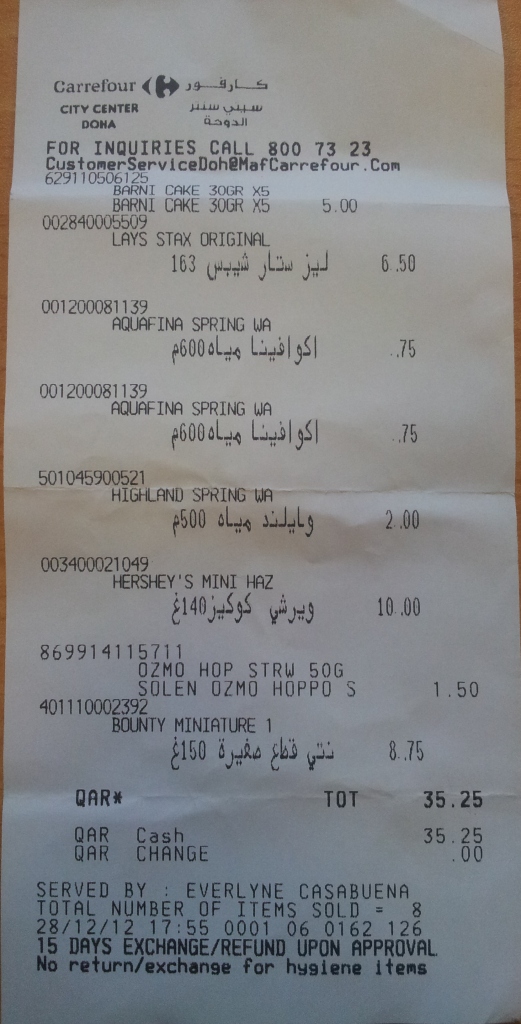 Carrefour كارفور
CITY CENTER سيتي سنتر
DOHA الدوحة
FOR INQUIRIES CALL 800 73 23
CustomerServiceDoh@MafCarrefour.Com
629110506125
BARNI CAKE 30GR X5
BARNI CAKE 30GR X5 5.00
002840005509
LAYS STAX ORIGINAL
ليز ستار شيبس 163 6.50
001200081139
AQUAFINA SPRING WA
اكوافينا مياه600م .75
001200081139
AQUAFINA SPRING WA
اكوافينا مياه600م .75
501045900521
HIGHLAND SPRING WA
وايلند مياه 500م 2.00
003400021049
HERSHEY'S MINI HAZ
ويرشي كوكيز140غ 10.00
869914115711
OZMO HOP STRW 50G
SOLEN OZMO HOPPO S 1.50
401110002392
BOUNTY MINIATURE 1
نتي قطع صغيرة 150غ 8.75
QAR* TOT 35.25
QAR Cash 35.25
QAR CHANGE .00
SERVED BY : EVERLYNE CASABUENA
TOTAL NUMBER OF ITEMS SOLD = 8
28/12/12 17:55 0001 06 0162 126
15 DAYS EXCHANGE/REFUND UPON APPROVAL
No return/exchange for hygiene items